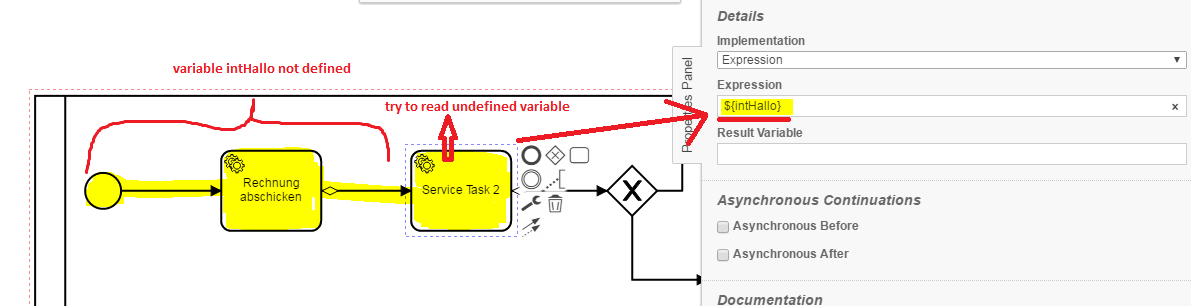 variable intHallo not defined
try to read undefined variable
Rechnung
abschicken
Service Task 2
X
Properties Panel
Details
Implementation
Expression
Expression
${intHallo}
x
Result Variable
Asynchronous Continuations
Asynchronous Before
Asynchronous After
Documentation